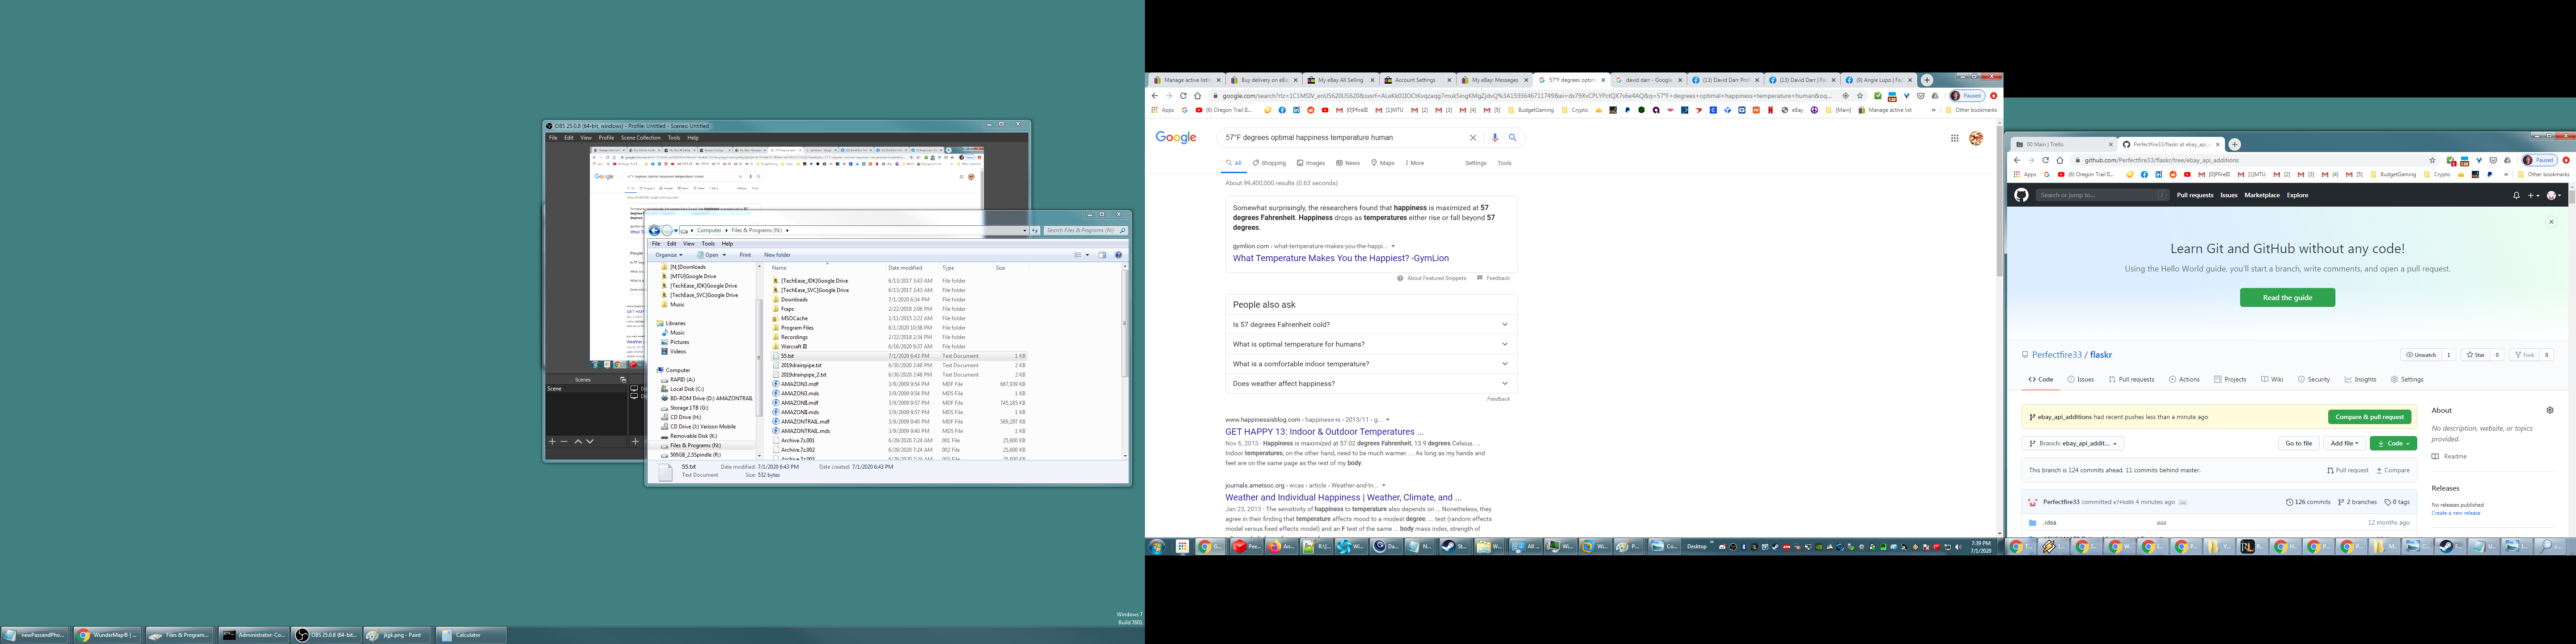 OBS 25.0.8 (64-bit, windows) - Profile: Untitled - Scenes: Untitled
File Edit View Profile Scene Collection Tools Help
Scenes
Scene
Computer Files & Programs (N:)
Search Files & Programs (N:)
File Edit View Tools Help
Organize Open Print New folder
Name Date modified Type Size
[N:]Downloads
[MTU]Google Drive
[TechEase_JDK]Google Drive
[TechEase_SVC]Google Drive
Music
Libraries
Music
Pictures
Videos
Computer
RAPID (A:)
Local Disk (C:)
BD-ROM Drive (D:) AMAZONTRAIL
Storage 1TB (G:)
CD Drive (H:)
CD Drive (J:) Verizon Mobile
Removable Disk (K:)
Files & Programs (N:)
500GB_2.5Spindle (R:)
[TechEase_JDK]Google Drive 6/13/2017 3:43 AM File folder
[TechEase_SVC]Google Drive 6/13/2017 3:43 AM File folder
Downloads 7/1/2020 6:34 PM File folder
Fraps 2/22/2018 2:06 PM File folder
MSOCache 1/11/2015 2:22 AM File folder
Program Files 6/1/2020 10:58 PM File folder
Recordings 2/22/2018 2:34 PM File folder
Warcraft III 6/16/2020 9:37 AM File folder
55.txt 7/1/2020 6:43 PM Text Document 1 KB
2019drainpipe.txt 6/30/2020 2:48 PM Text Document 2 KB
2019drainpipe_2.txt 6/30/2020 2:48 PM Text Document 2 KB
AMAZON3.mdf 3/9/2009 9:54 PM MDF File 667,939 KB
AMAZON3.mds 3/9/2009 9:54 PM MDS File 1 KB
AMAZONII.mdf 3/9/2009 9:57 PM MDF File 745,185 KB
AMAZONII.mds 3/9/2009 9:57 PM MDS File 1 KB
AMAZONTRAIL.mdf 3/9/2009 9:40 PM MDF File 569,297 KB
AMAZONTRAIL.mds 3/9/2009 9:40 PM MDS File 1 KB
Archive.7z.001 6/29/2020 7:24 AM 001 File 25,600 KB
Archive.7z.002 6/29/2020 7:24 AM 002 File 25,600 KB
55.txt Date modified: 7/1/2020 6:43 PM Date created: 7/1/2020 6:43 PM
Text Document Size: 532 bytes
Windows 7
Build 7601
newPassandPho... WunderMap® | ... Files & Program... Administrator: Co... OBS 25.0.8 (64-bit... jkjjk.png - Paint Calculator
Manage active listin Buy delivery on eBa My eBay All Selling Account Settings My eBay: Messages 57°F degrees optim david darr - Google (13) David Darr Prof (13) David Darr | Fac (9) Angie Lupo | Fac
Apps (6) Oregon Trail II... [0]Pfire [1]MTU [2] [3] [4] [5] BudgetGaming Crypto eBay [Main] Manage active list Other bookmarks
Paused
Google
57°F degrees optimal happiness temperature human
All Shopping Images News Maps More Settings Tools
About 99,400,000 results (0.63 seconds)
Somewhat surprisingly, the researchers found that happiness is maximized at 57
degrees Fahrenheit. Happiness drops as temperatures either rise or fall beyond 57
degrees.
gymlion.com › what-temperature-makes-you-the-happi...
What Temperature Makes You the Happiest? -GymLion
About Featured Snippets Feedback
People also ask
Is 57 degrees Fahrenheit cold?
What is optimal temperature for humans?
What is a comfortable indoor temperature?
Does weather affect happiness?
Feedback
www.happinessisblog.com › happiness-is › 2013/11 › g...
GET HAPPY 13: Indoor & Outdoor Temperatures ...
Nov 6, 2013 - Happiness is maximized at 57.02 degrees Fahrenheit, 13.9 degrees Celsius. ...
Indoor temperatures, on the other hand, need to be much warmer. ... As long as my hands and
feet are on the same page as the rest of my body.
journals.ametsoc.org › wcas › article › Weather-and-In...
Weather and Individual Happiness | Weather, Climate, and ...
Jan 23, 2013 - The sensitivity of happiness to temperature also depends on ... Nonetheless, they
agree in their finding that temperature affects mood to a modest degree. ... test (random effects
model versus fixed effects model) and an F test of the same ... body mass index, strength of
Desktop
7:39 PM
7/1/2020
00 Main | Trello Perfectfire33/flaskr at ebay_api_a
github.com/Perfectfire33/flaskr/tree/ebay_api_additions
Paused
Apps (6) Oregon Trail II... [0]Pfire [1]MTU [2] [3] [4] [5] BudgetGaming Crypto Other bookmarks
Search or jump to... Pull requests Issues Marketplace Explore
Learn Git and GitHub without any code!
Using the Hello World guide, you'll start a branch, write comments, and open a pull request.
Read the guide
Perfectfire33 / flaskr
Unwatch 1 Star 0 Fork 0
Code Issues Pull requests Actions Projects Wiki Security Insights Settings
ebay_api_additions had recent pushes less than a minute ago
Compare & pull request
Branch: ebay_api_addit... Go to file Add file Code
This branch is 124 commits ahead, 11 commits behind master.
Pull request Compare
Perfectfire33 committed e7f4d89 4 minutes ago 126 commits 2 branches 0 tags
.idea aaa 12 months ago
About
No description, website, or topics
provided.
Readme
Releases
No releases published
Create a new release